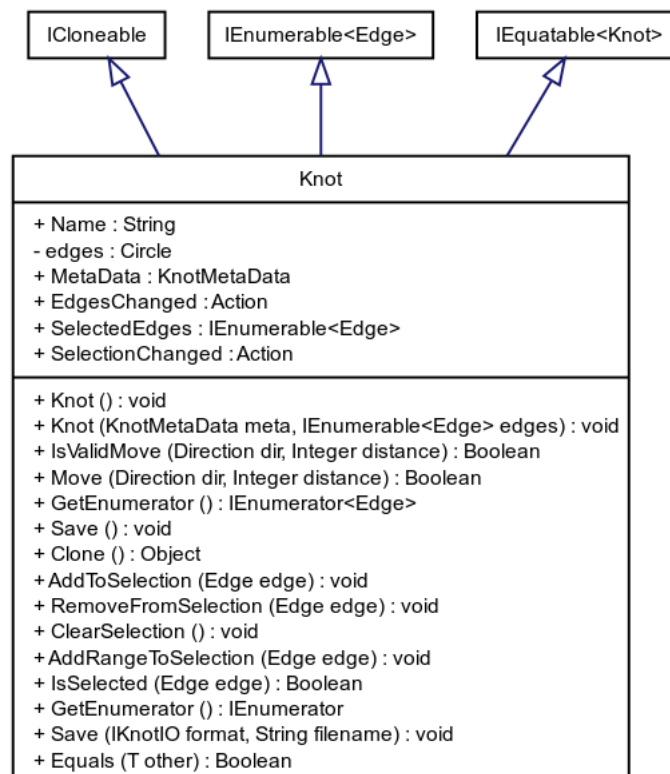 ICloneable
IEnumerable<Edge>
IEquatable<Knot>
Knot
+ Name : String
- edges : Circle
+ MetaData : KnotMetaData
+ EdgesChanged : Action
+ SelectedEdges : IEnumerable<Edge>
+ SelectionChanged : Action
+ Knot () : void
+ Knot (KnotMetaData meta, IEnumerable<Edge> edges) : void
+ IsValidMove (Direction dir, Integer distance) : Boolean
+ Move (Direction dir, Integer distance) : Boolean
+ GetEnumerator () : IEnumerator<Edge>
+ Save () : void
+ Clone () : Object
+ AddToSelection (Edge edge) : void
+ RemoveFromSelection (Edge edge) : void
+ ClearSelection () : void
+ AddRangeToSelection (Edge edge) : void
+ IsSelected (Edge edge) : Boolean
+ GetEnumerator () : IEnumerator
+ Save (IKnotIO format, String filename) : void
+ Equals (T other) : Boolean